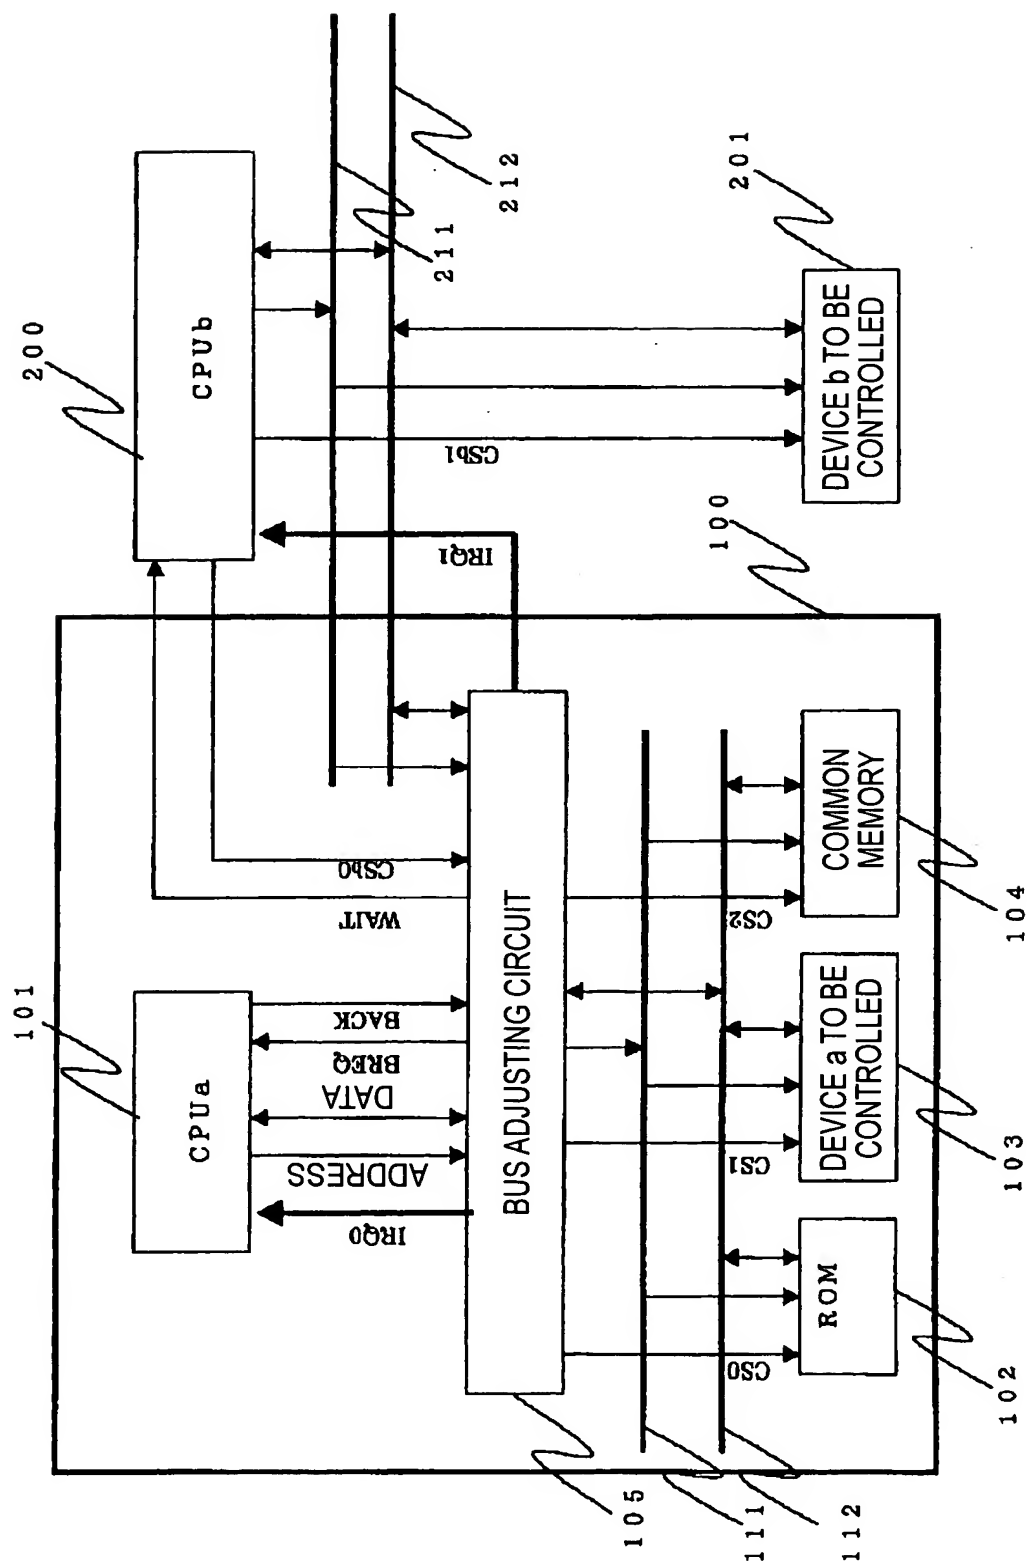 200
CPUb
211
212
201
DEVICE b TO BE
CONTROLLED
CSb1
IRQ1
100
101
CPUa
WAIT
CSb0
BACK
BREQ
DATA
ADDRESS
IRQ0
BUS ADJUSTING CIRCUIT
105
CS2
CS1
CS0
COMMON
MEMORY
104
DEVICE a TO BE
CONTROLLED
103
ROM
102
111
112